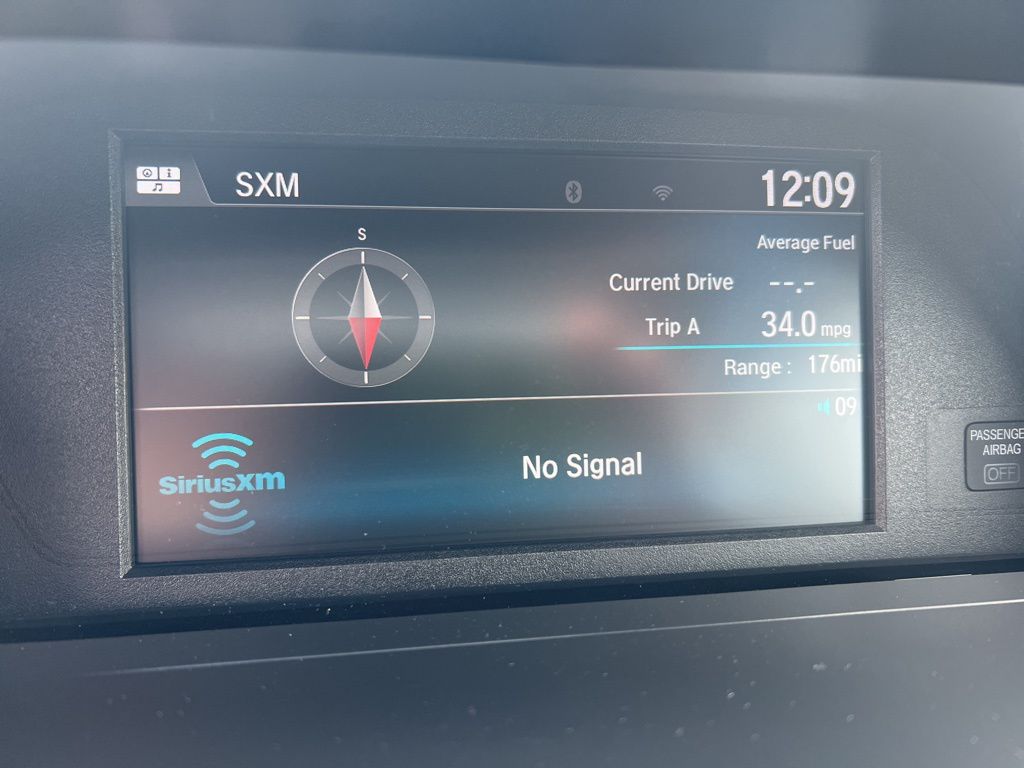 SXM 12:09
S
Average Fuel
Current Drive --.-
Trip A 34.0 mpg
Range : 176mi
09
SiriusXM
No Signal
PASSENGE
AIRBAG
OFF